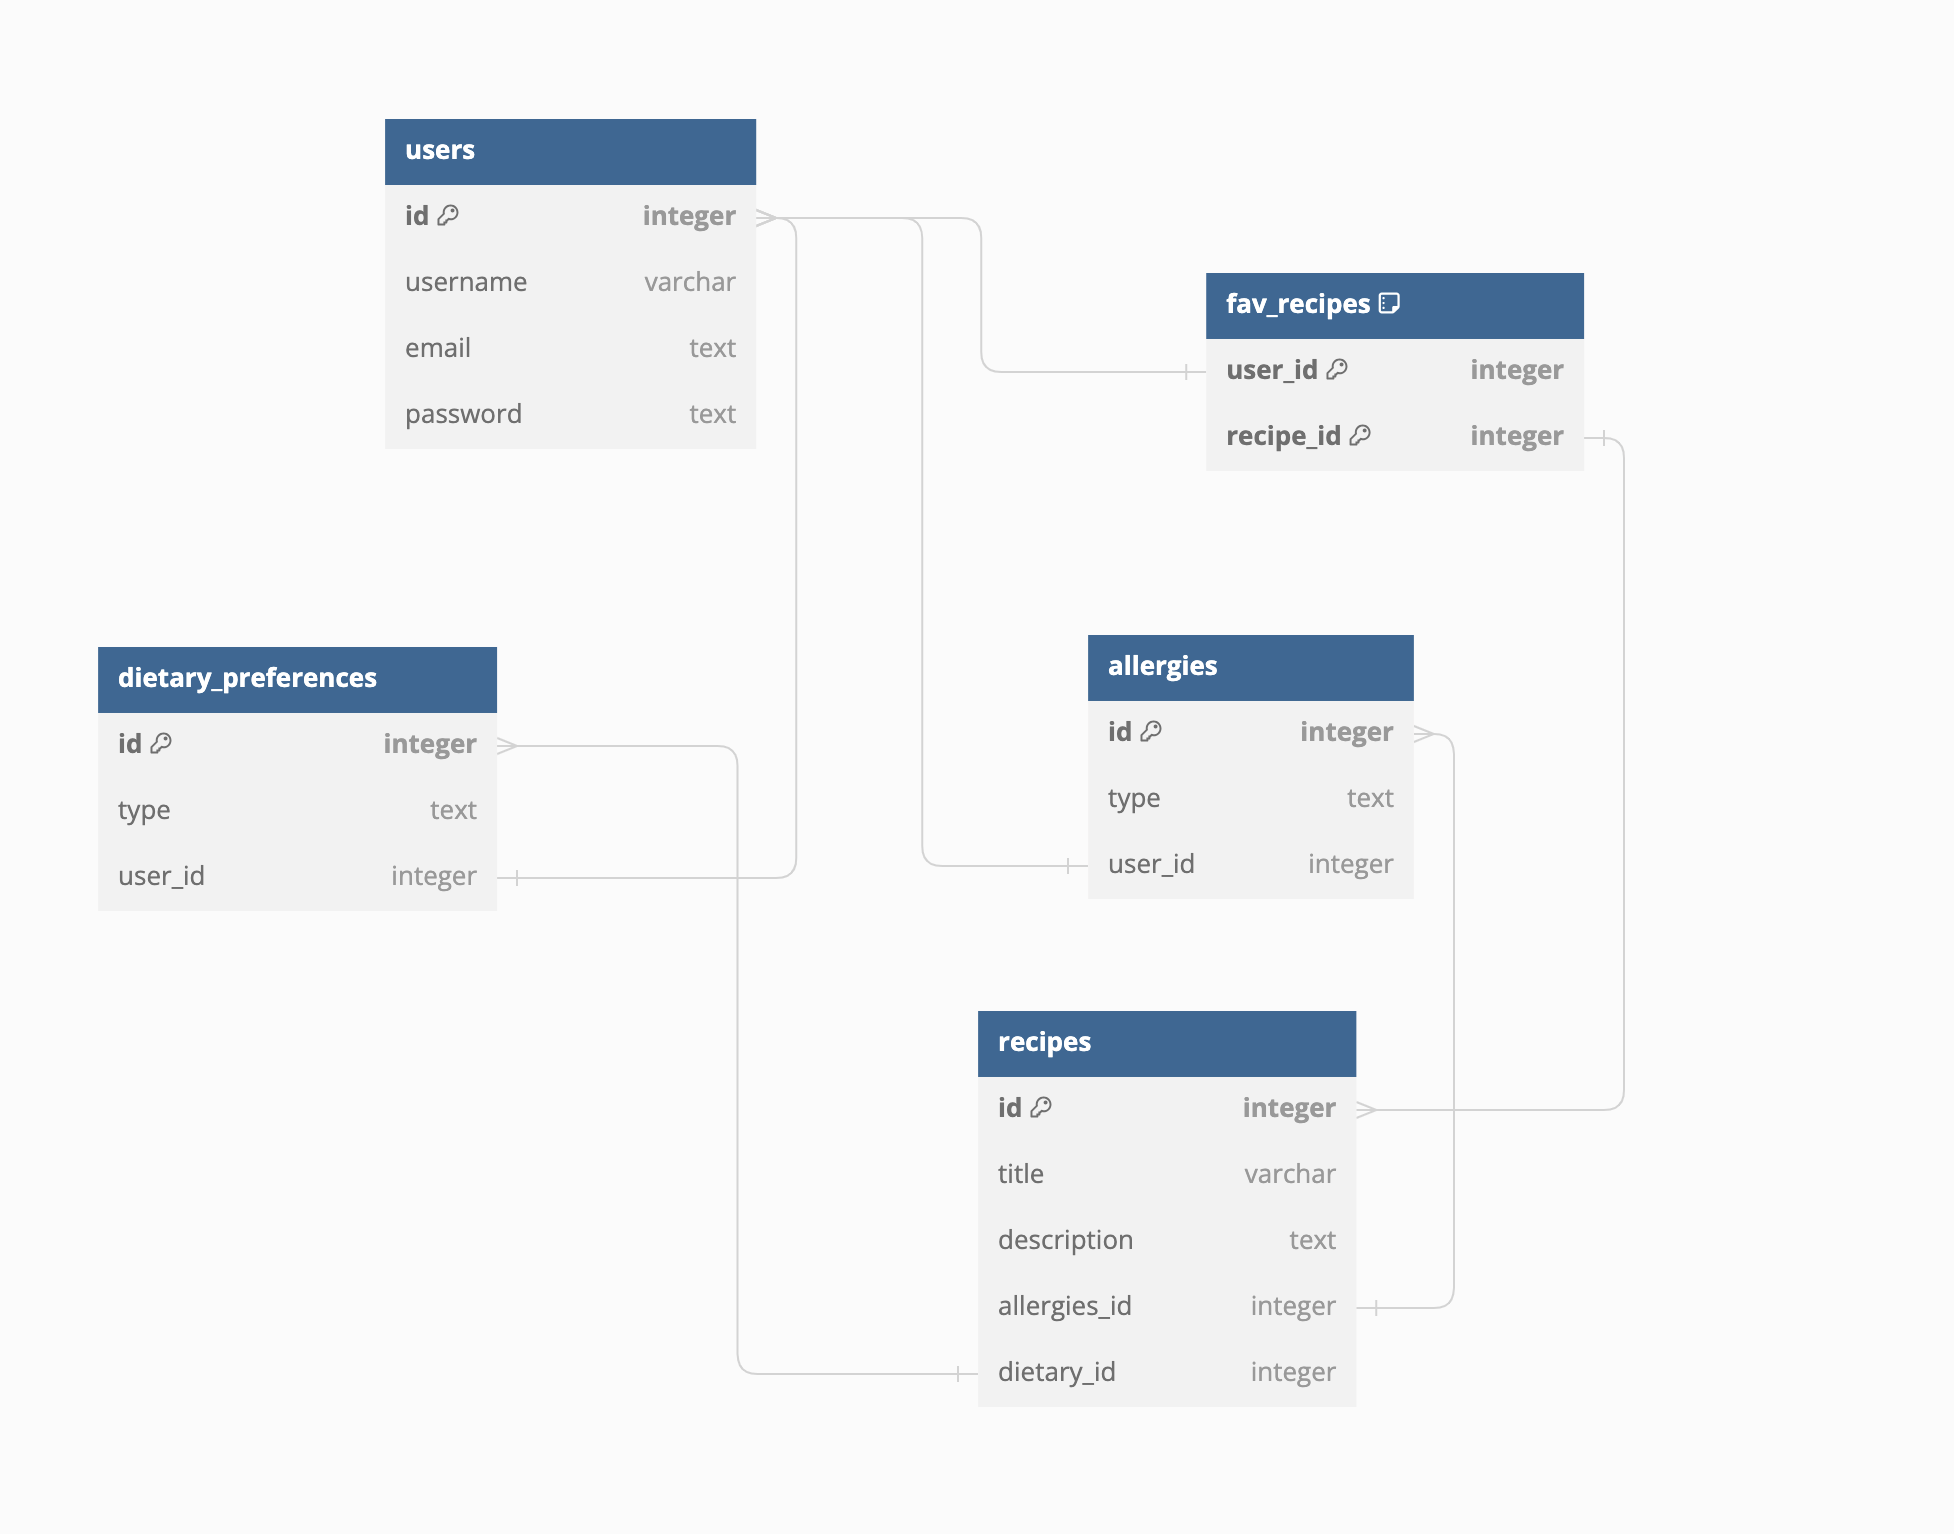 users
id integer
username varchar
email text
password text
fav_recipes
user_id integer
recipe_id integer
dietary_preferences
id integer
type text
user_id integer
allergies
id integer
type text
user_id integer
recipes
id integer
title varchar
description text
allergies_id integer
dietary_id integer